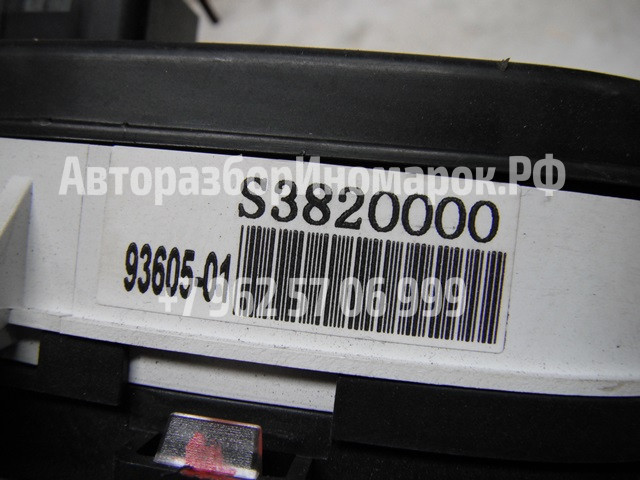 АвторазборИномарок.РФ
S3820000
93605-01
+7 962 57 06 999